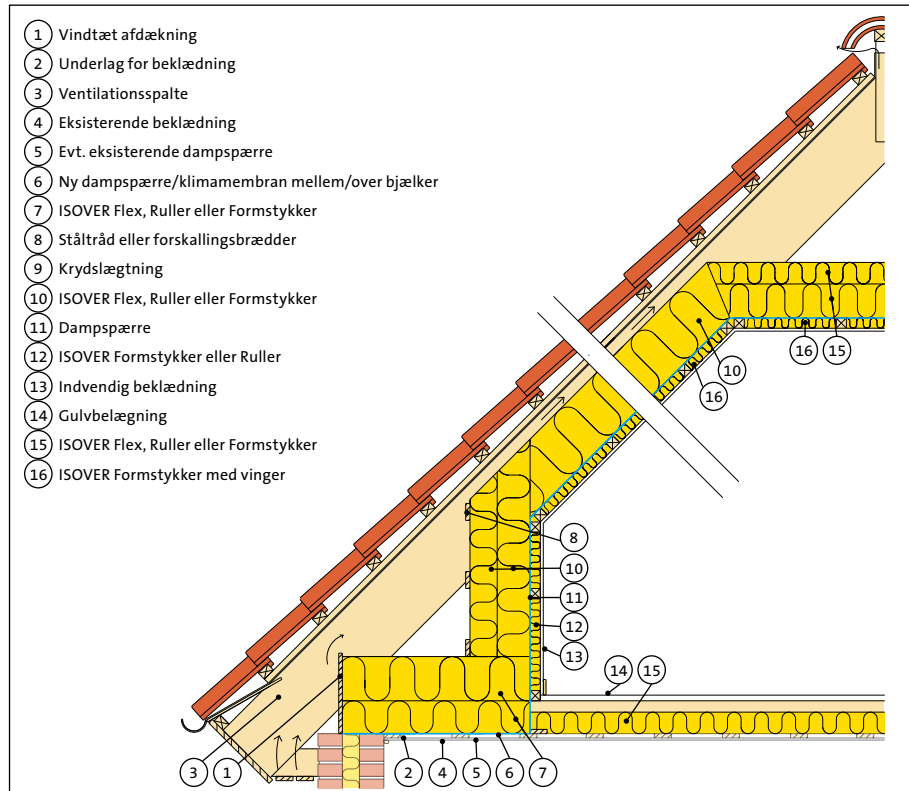 1 Vindtæt afdækning
2 Underlag for beklædning
3 Ventilationsspalte
4 Eksisterende beklædning
5 Evt. eksisterende dampspærre
6 Ny dampspærre/klimamembran mellem/over bjælker
7 ISOVER Flex, Ruller eller Formstykker
8 Ståltråd eller forskallingsbrædder
9 Krydslægtning
10 ISOVER Flex, Ruller eller Formstykker
11 Dampspærre
12 ISOVER Formstykker eller Ruller
13 Indvendig beklædning
14 Gulvbelægning
15 ISOVER Flex, Ruller eller Formstykker
16 ISOVER Formstykker med vinger
16 15
10
16
8
10
11
12
13
14 15
3 1 2 4 5 6 7